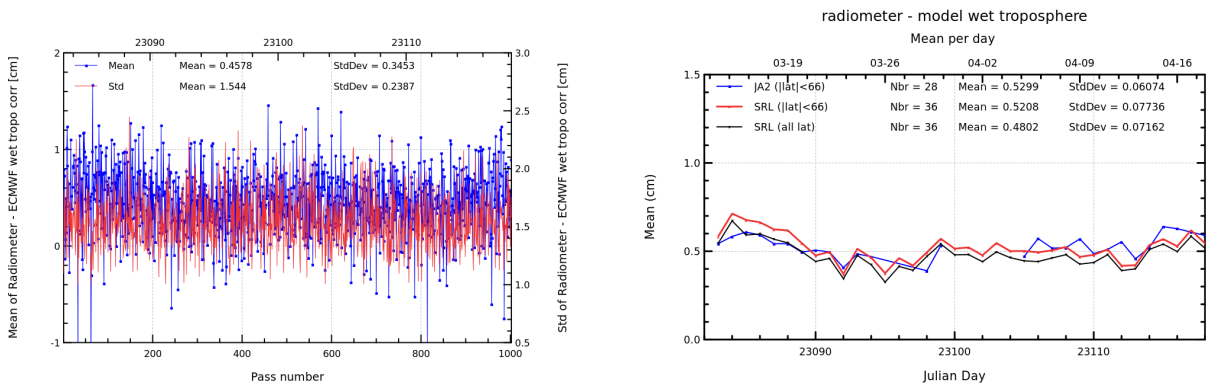 23090 23100 23110
2
1
0
-1
3.0
2.5
2.0
1.5
1.0
0.5
Mean Mean = 0.4578 StdDev = 0.3453
Std Mean = 1.544 StdDev = 0.2387
Mean of Radiometer - ECMWF wet tropo corr [cm]
Std of Radiometer - ECMWF wet tropo corr [cm]
200 400 600 800 1000
Pass number
radiometer - model wet troposphere
Mean per day
03-19 03-26 04-02 04-09 04-16
1.5
1.0
0.5
0.0
JA2 (|lat|<66) Nbr = 28 Mean = 0.5299 StdDev = 0.06074
SRL (|lat|<66) Nbr = 36 Mean = 0.5208 StdDev = 0.07736
SRL (all lat) Nbr = 36 Mean = 0.4802 StdDev = 0.07162
Mean (cm)
23090 23100 23110
Julian Day